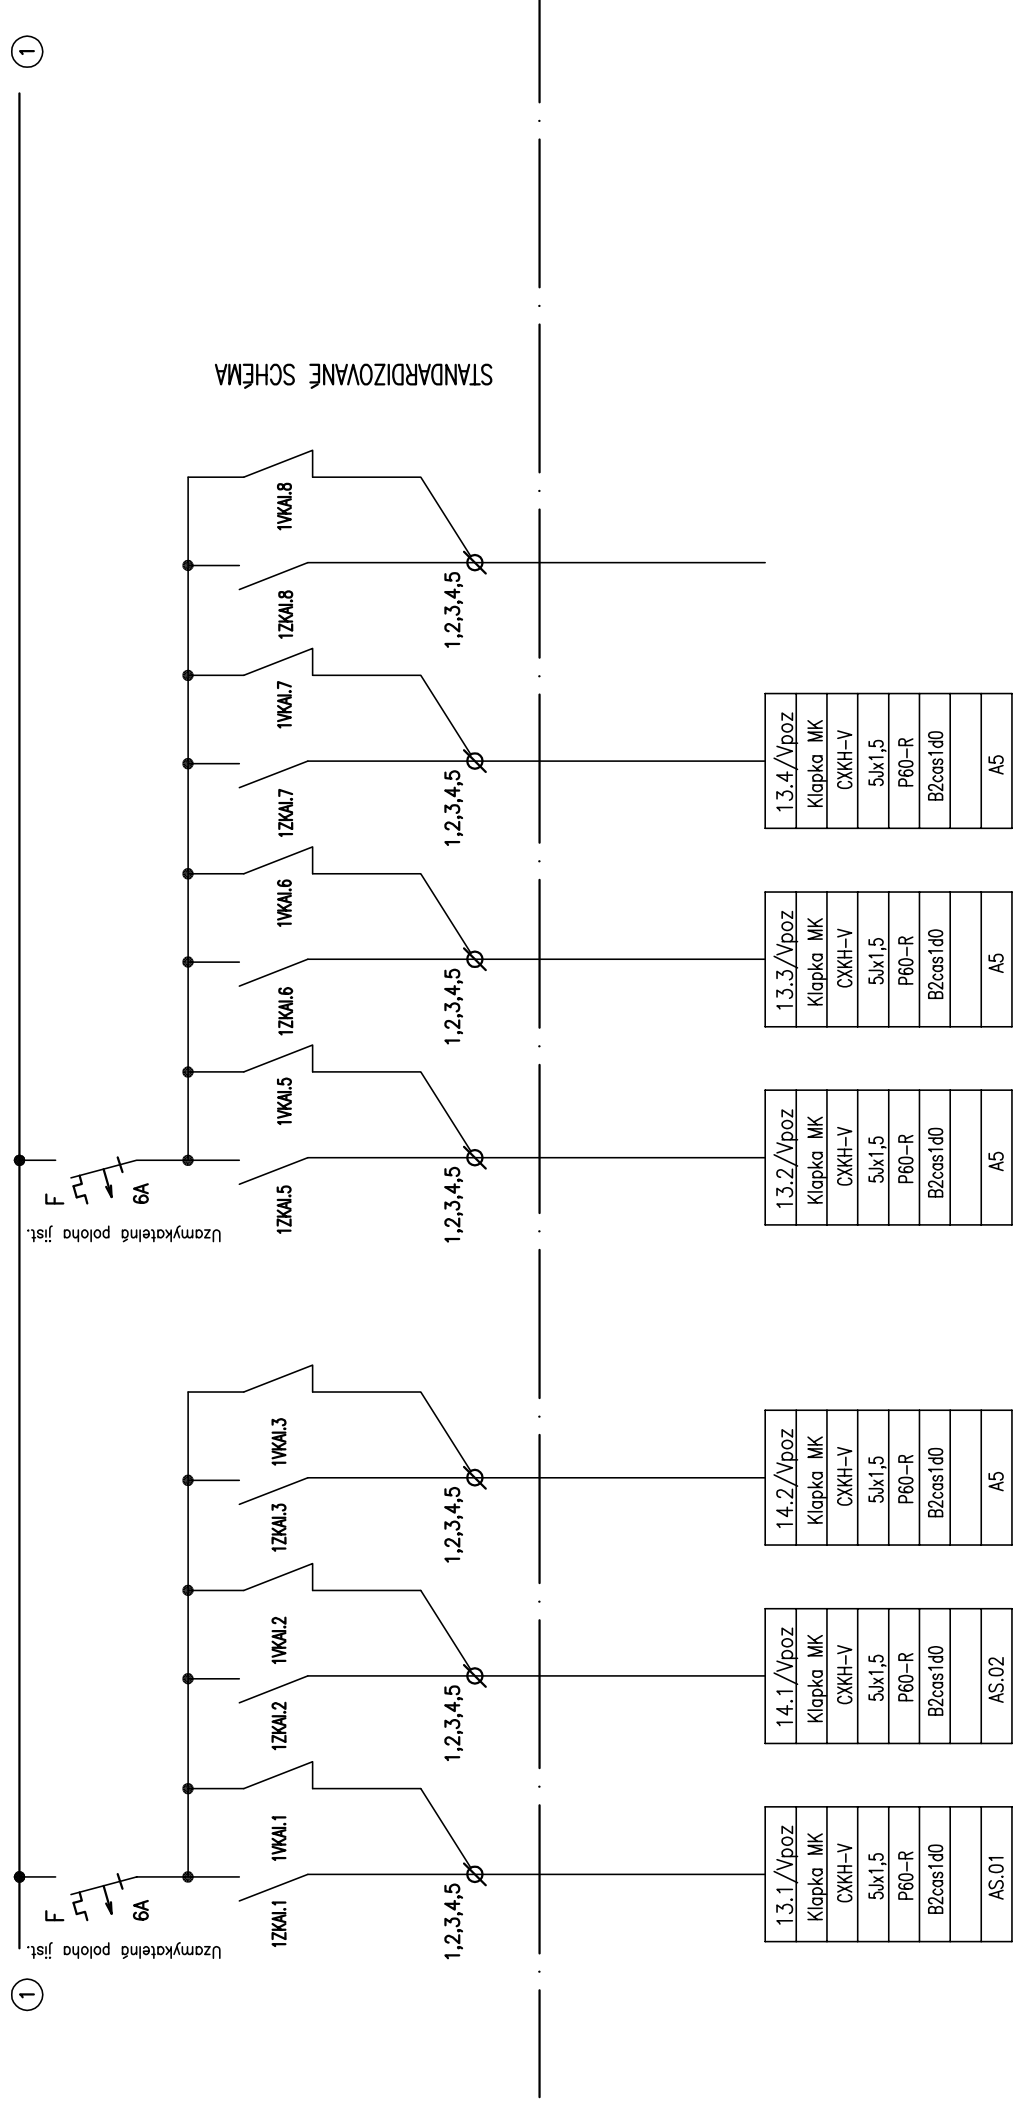 1
1
F
6A
Uzamykatelná poloha jist.
F
6A
Uzamykatelná poloha jist.
STANDARDIZOVANÉ SCHÉMA
1ZKAI.1
1VKAI.1
1ZKAI.2
1VKAI.2
1ZKAI.3
1VKAI.3
1ZKAI.5
1VKAI.5
1ZKAI.6
1VKAI.6
1ZKAI.7
1VKAI.7
1ZKAI.8
1VKAI.8
1,2,3,4,5
1,2,3,4,5
1,2,3,4,5
1,2,3,4,5
1,2,3,4,5
1,2,3,4,5
1,2,3,4,5
13.1/Vpoz
Klapka MK
CXKH-V
5Jx1,5
P60-R
B2cas1d0
AS.01
14.1/Vpoz
Klapka MK
CXKH-V
5Jx1,5
P60-R
B2cas1d0
AS.02
14.2/Vpoz
Klapka MK
CXKH-V
5Jx1,5
P60-R
B2cas1d0
A5
13.2/Vpoz
Klapka MK
CXKH-V
5Jx1,5
P60-R
B2cas1d0
A5
13.3/Vpoz
Klapka MK
CXKH-V
5Jx1,5
P60-R
B2cas1d0
A5
13.4/Vpoz
Klapka MK
CXKH-V
5Jx1,5
P60-R
B2cas1d0
A5